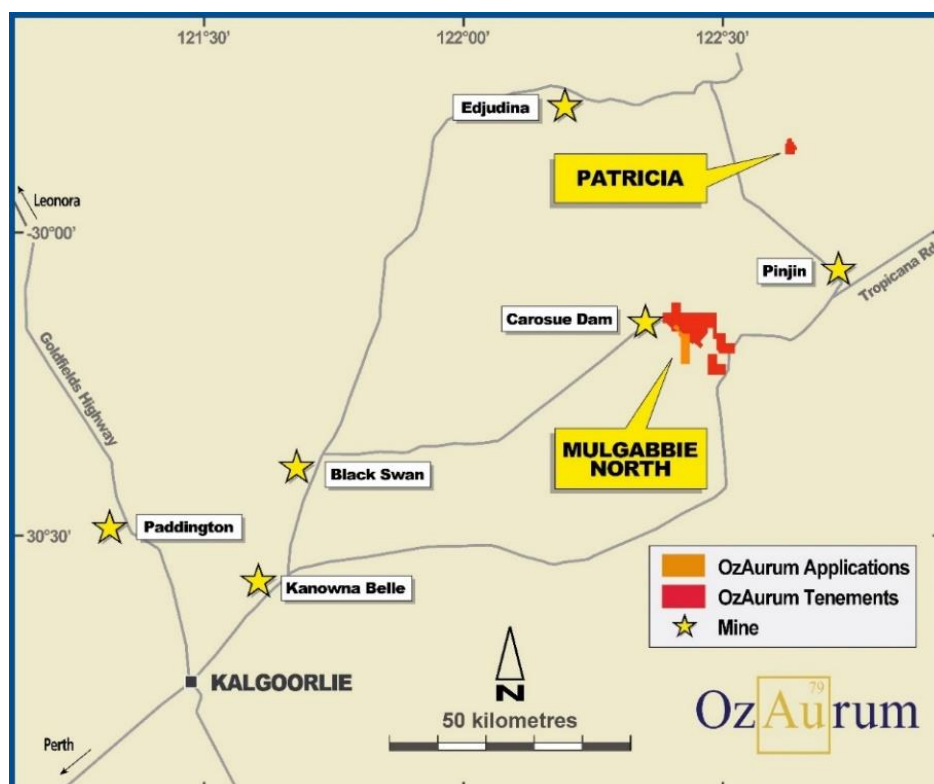 121°30’
122°00’
122°30’
Edjudina
PATRICIA
Leonora
-30°00’
Pinjin
Tropicana Rd
Carosue Dam
Goldfields Highway
MULGABBIE
NORTH
Black Swan
Paddington
30°30’
Kanowna Belle
OzAurum Applications
OzAurum Tenements
Mine
KALGOORLIE
N
50 kilometres
79
OzAurum
Perth